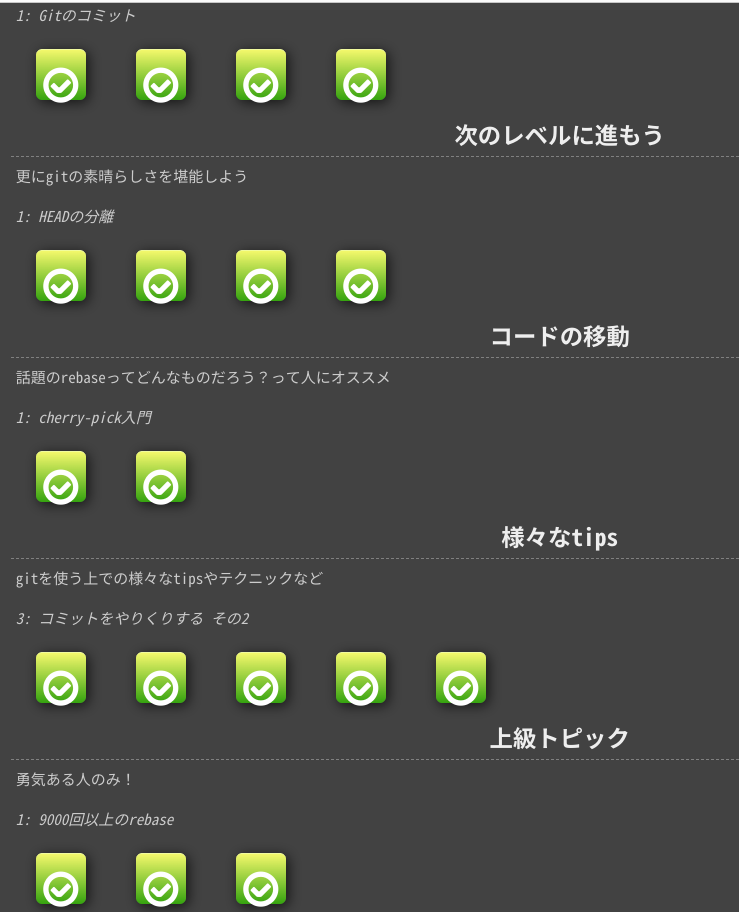 1: Gitのコミット
次のレベルに進もう
更にgitの素晴らしさを堪能しよう
1: HEADの分離
コードの移動
話題のrebaseってどんなものだろう？って人にオススメ
1: cherry-pick入門
様々なtips
gitを使う上での様々なtipsやテクニックなど
3: コミットをやりくりする その2
上級トピック
勇気ある人のみ！
1: 9000回以上のrebase